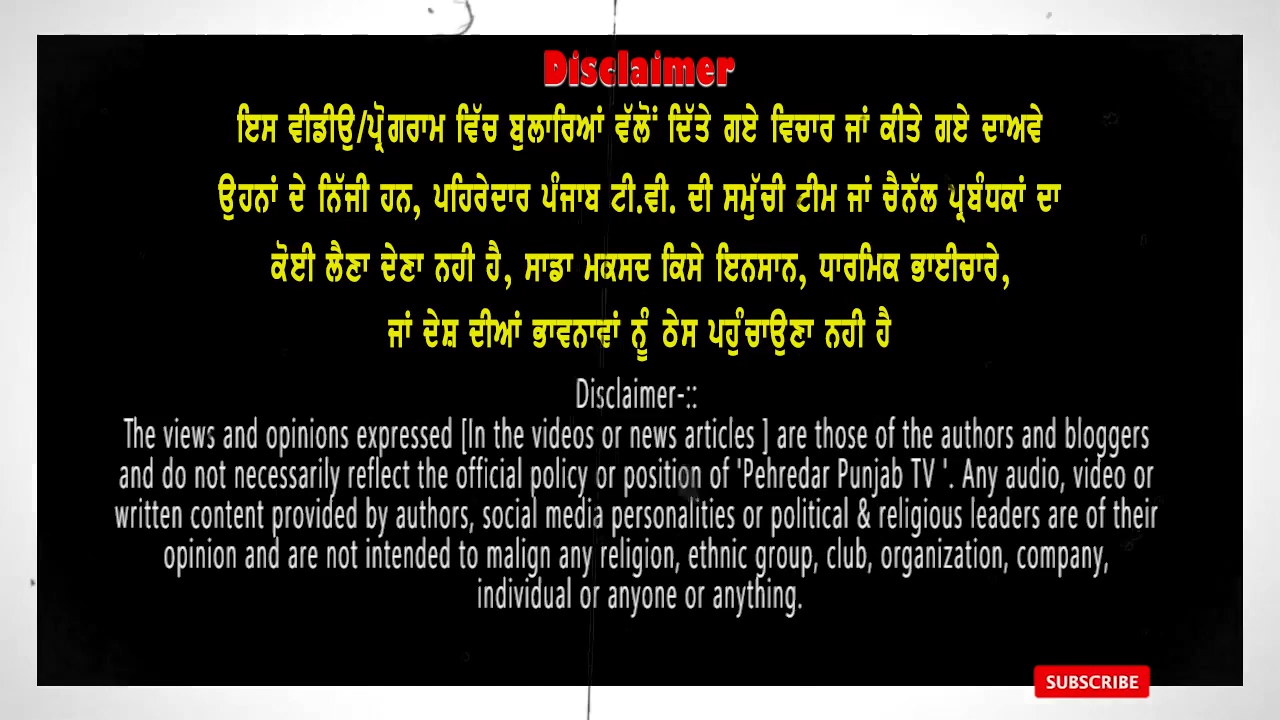 Disclaimer
ਇਸ ਵੀਡੀਉ/ਪ੍ਰੋਗਰਾਮ ਵਿੱਚ ਬੁਲਾਰਿਆਂ ਵੱਲੋਂ ਦਿੱਤੇ ਗਏ ਵਿਚਾਰ ਜਾਂ ਕੀਤੇ ਗਏ ਦਾਅਵੇ
ਉਹਨਾਂ ਦੇ ਨਿੱਜੀ ਹਨ, ਪਹਿਰੇਦਾਰ ਪੰਜਾਬ ਟੀ.ਵੀ. ਦੀ ਸਮੁੱਚੀ ਟੀਮ ਜਾਂ ਚੈਨੱਲ ਪ੍ਰਬੰਧਕਾਂ ਦਾ
ਕੋਈ ਲੈਣਾ ਦੇਣਾ ਨਹੀ ਹੈ, ਸਾਡਾ ਮਕਸਦ ਕਿਸੇ ਇਨਸਾਨ, ਧਾਰਮਿਕ ਭਾਈਚਾਰੇ,
ਜਾਂ ਦੇਸ਼ ਦੀਆਂ ਭਾਵਨਾਵਾਂ ਨੂੰ ਠੇਸ ਪਹੁੰਚਾਉਣਾ ਨਹੀ ਹੈ
Disclaimer-::
The views and opinions expressed [In the videos or news articles ] are those of the authors and bloggers
and do not necessarily reflect the official policy or position of 'Pehredar Punjab TV '. Any audio, video or
written content provided by authors, social media personalities or political & religious leaders are of their
opinion and are not intended to malign any religion, ethnic group, club, organization, company,
individual or anyone or anything.
SUBSCRIBE